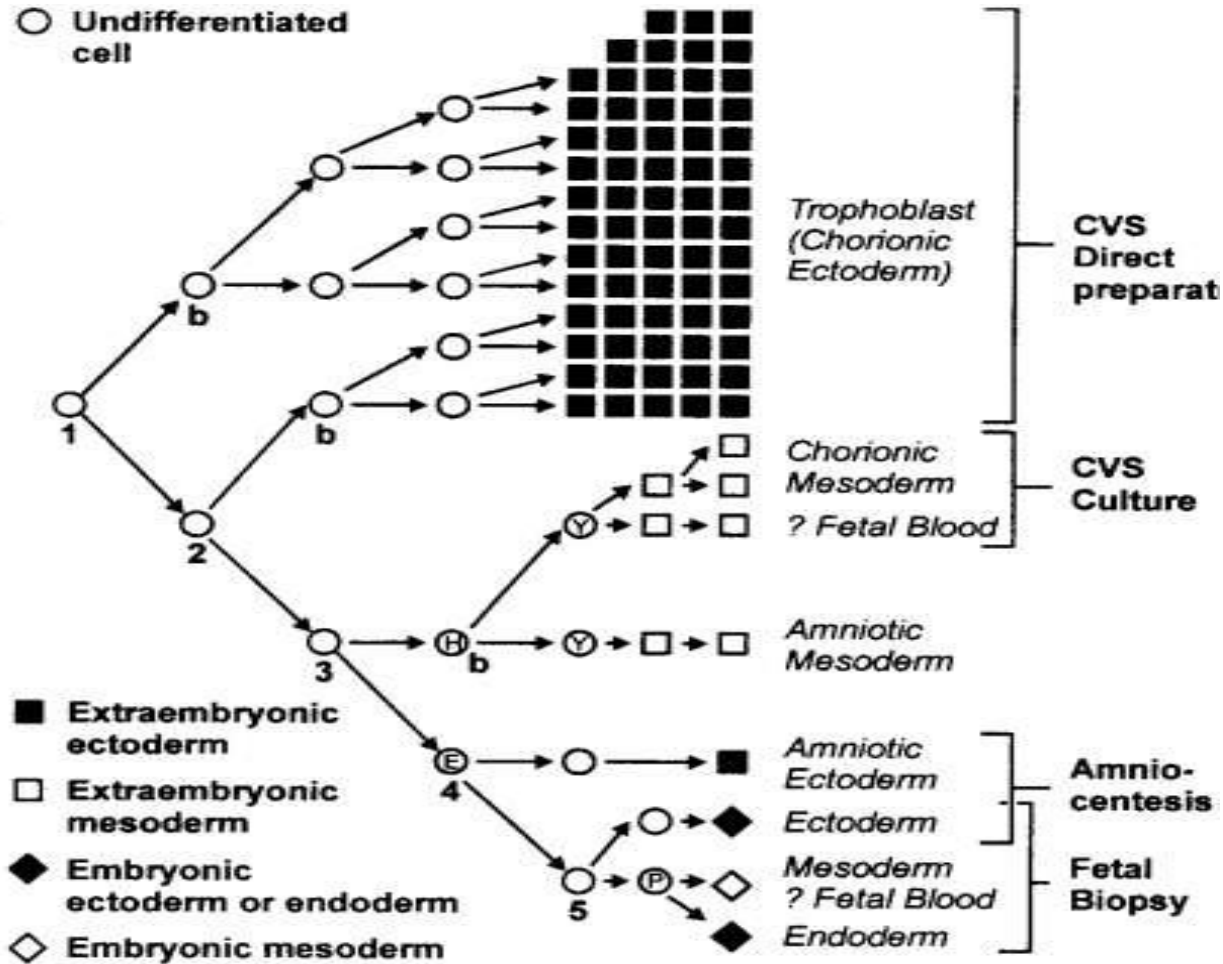 Undifferentiated
cell
b
b
1
2
3
H
b
Y
Y
E
4
5
P
Trophoblast
(Chorionic
Ectoderm)
CVS
Direct
preparat
Chorionic
Mesoderm
? Fetal Blood
CVS
Culture
Amniotic
Mesoderm
Amniotic
Ectoderm
Amnio-
centesis
Ectoderm
Mesoderm
? Fetal Blood
Endoderm
Fetal
Biopsy
Extraembryonic
ectoderm
Extraembryonic
mesoderm
Embryonic
ectoderm or endoderm
Embryonic mesoderm